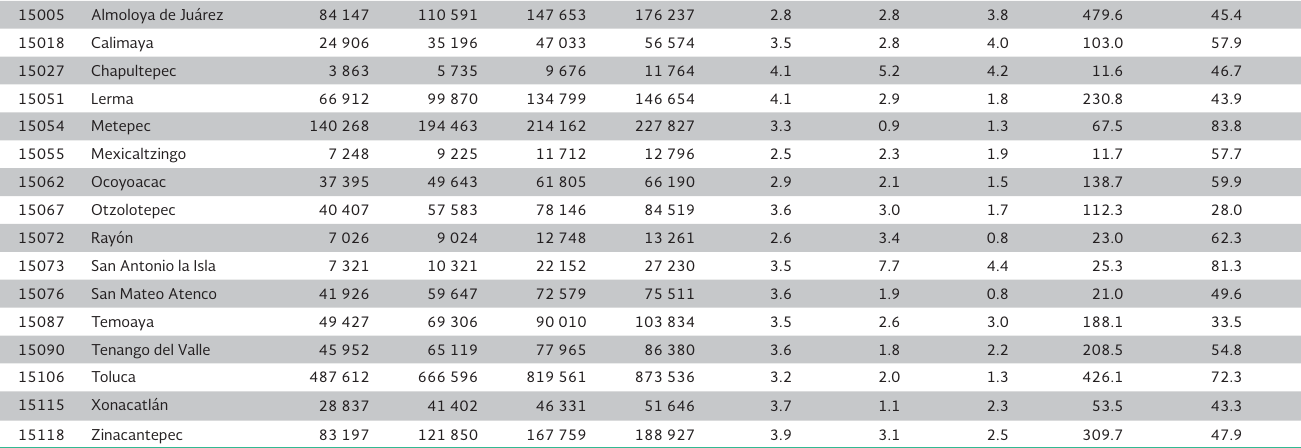 15005 Almoloya de Juárez 84 147 110 591 147 653 176 237 2.8 2.8 3.8 479.6 45.4
15018 Calimaya 24 906 35 196 47 033 56 574 3.5 2.8 4.0 103.0 57.9
15027 Chapultepec 3 863 5 735 9 676 11 764 4.1 5.2 4.2 11.6 46.7
15051 Lerma 66 912 99 870 134 799 146 654 4.1 2.9 1.8 230.8 43.9
15054 Metepec 140 268 194 463 214 162 227 827 3.3 0.9 1.3 67.5 83.8
15055 Mexicaltzingo 7 248 9 225 11 712 12 796 2.5 2.3 1.9 11.7 57.7
15062 Ocoyoacac 37 395 49 643 61 805 66 190 2.9 2.1 1.5 138.7 59.9
15067 Otzolotepec 40 407 57 583 78 146 84 519 3.6 3.0 1.7 112.3 28.0
15072 Rayón 7 026 9 024 12 748 13 261 2.6 3.4 0.8 23.0 62.3
15073 San Antonio la Isla 7 321 10 321 22 152 27 230 3.5 7.7 4.4 25.3 81.3
15076 San Mateo Atenco 41 926 59 647 72 579 75 511 3.6 1.9 0.8 21.0 49.6
15087 Temoaya 49 427 69 306 90 010 103 834 3.5 2.6 3.0 188.1 33.5
15090 Tenango del Valle 45 952 65 119 77 965 86 380 3.6 1.8 2.2 208.5 54.8
15106 Toluca 487 612 666 596 819 561 873 536 3.2 2.0 1.3 426.1 72.3
15115 Xonacatlán 28 837 41 402 46 331 51 646 3.7 1.1 2.3 53.5 43.3
15118 Zinacantepec 83 197 121 850 167 759 188 927 3.9 3.1 2.5 309.7 47.9